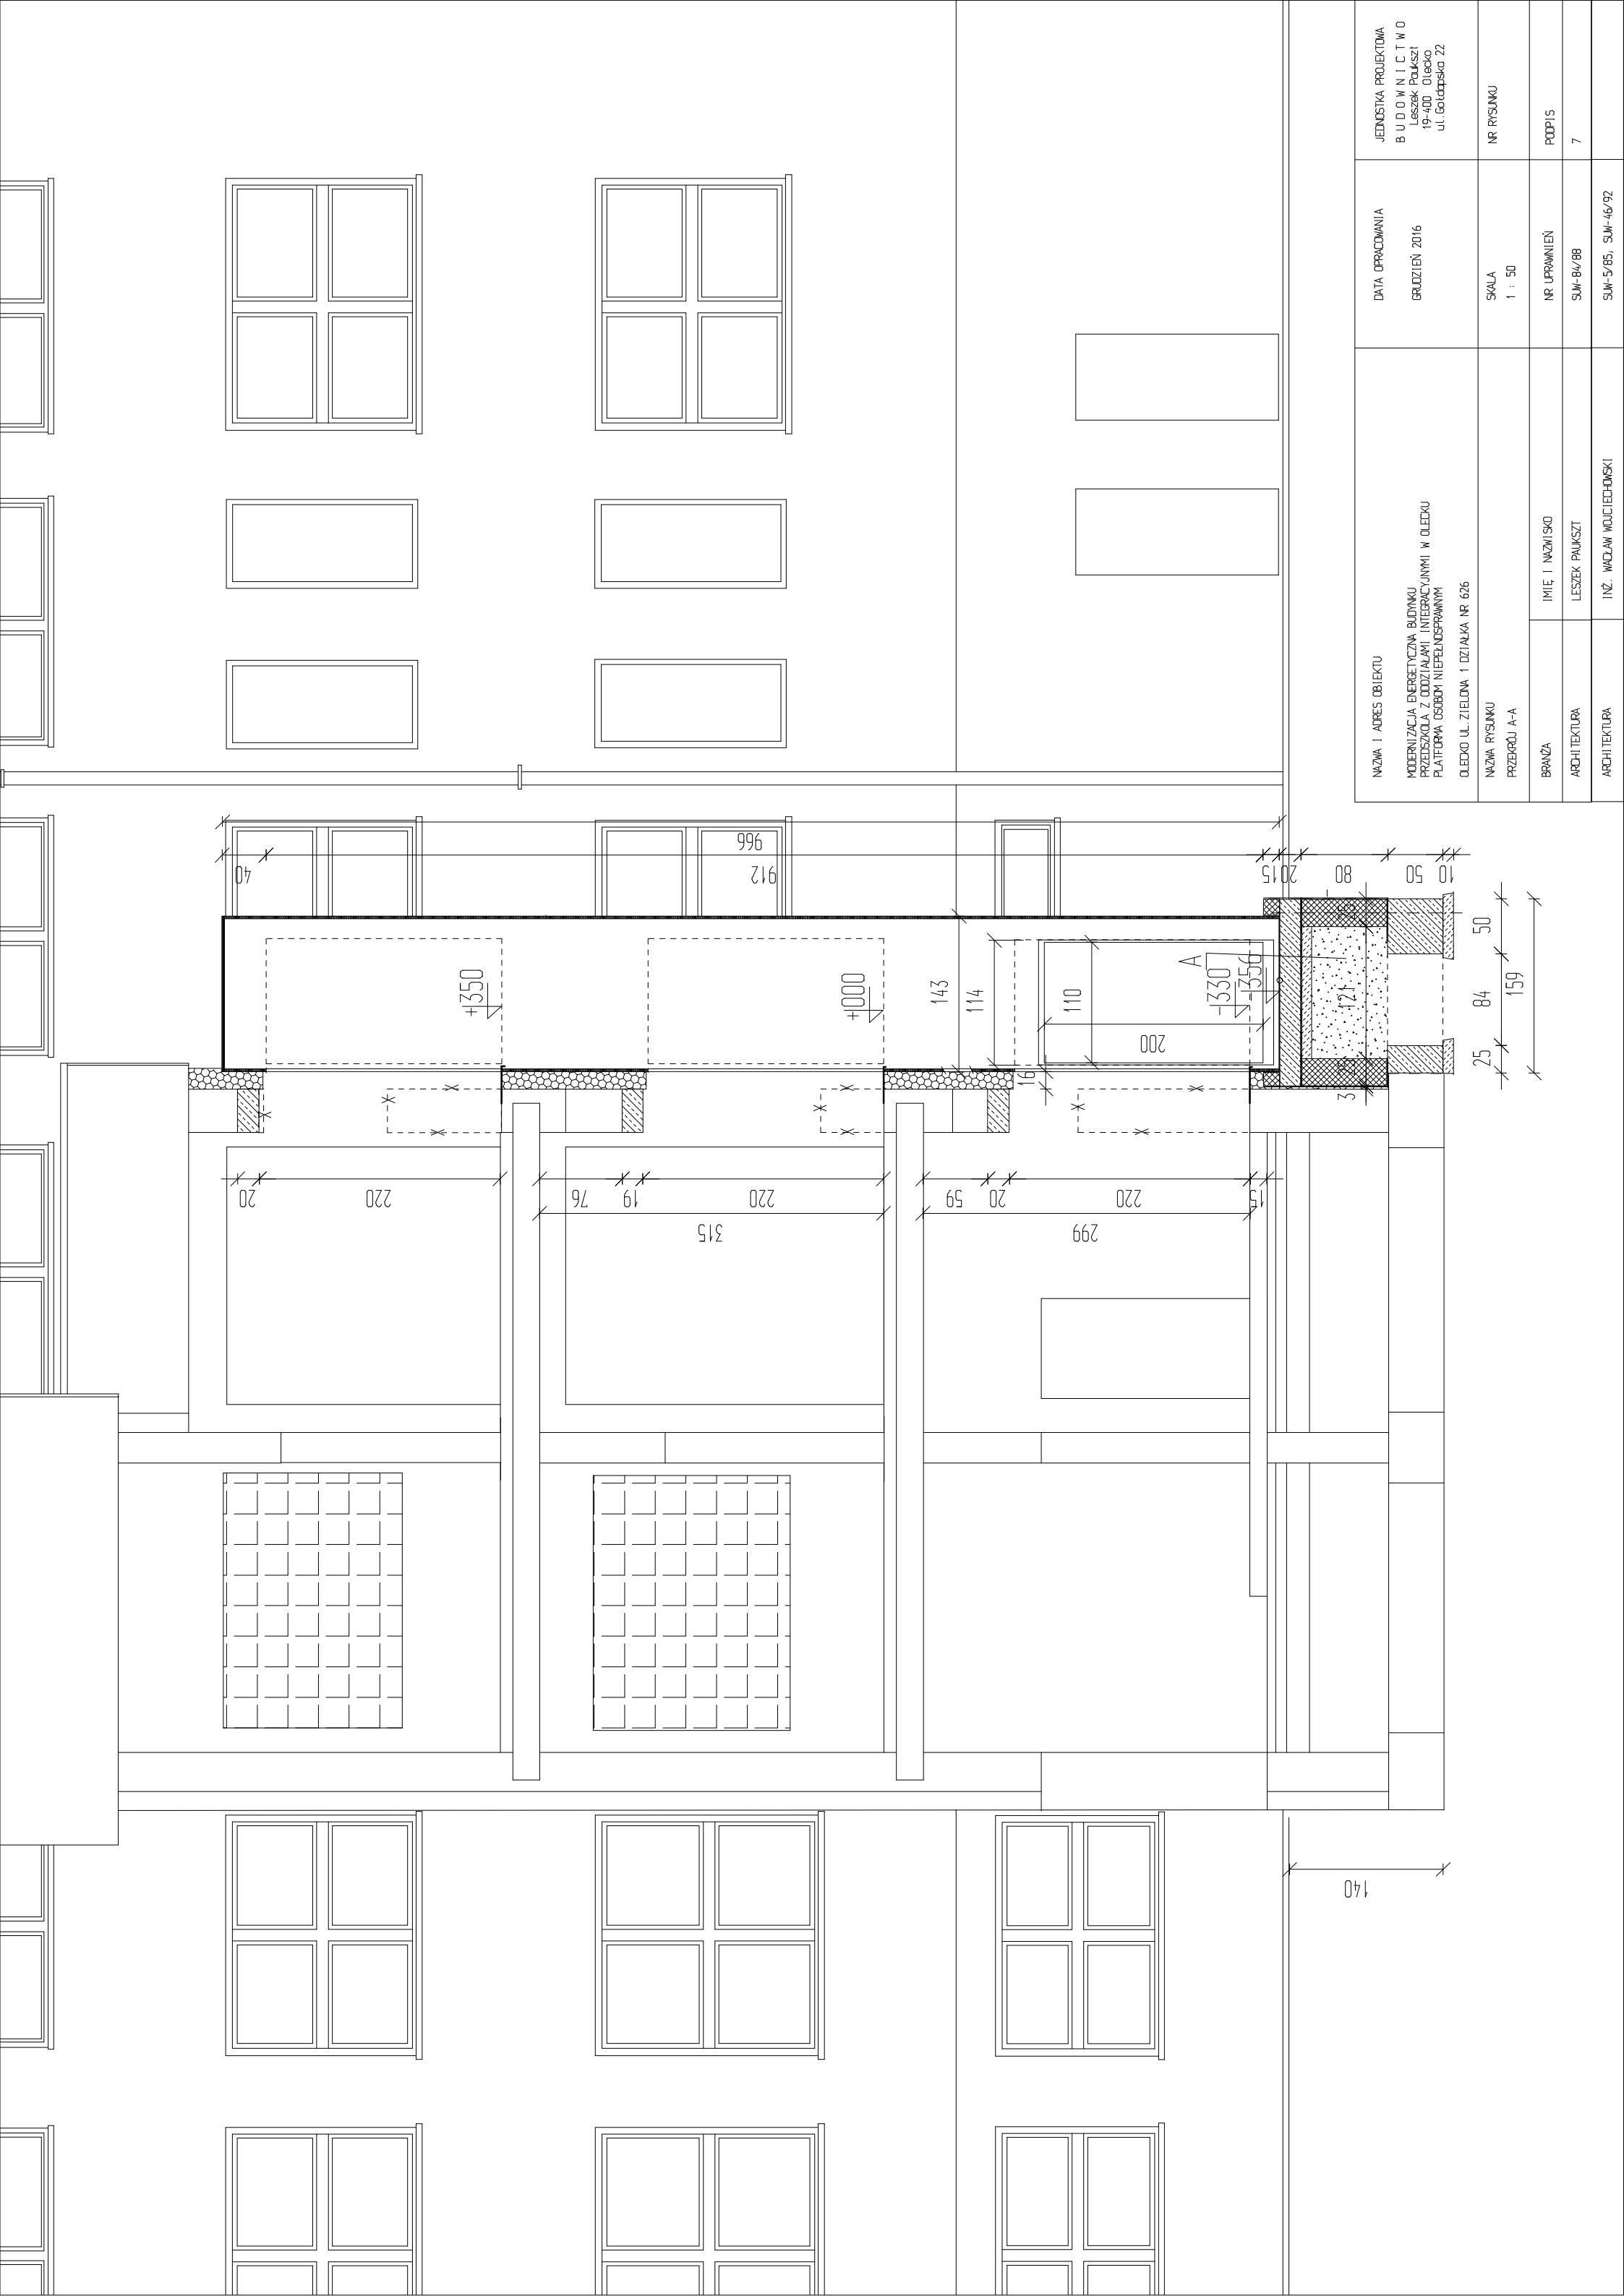 NAZWA I ADRES OBIEKTU
MODERNIZACJA ENERGETYCZNA BUDYNKU
PRZEDSZKOLA Z ODDZIAŁAMI INTEGRACYJNYMI W OLECKU
PLATFORMA OSOBOM NIEPEŁNOSPRAWNYM
OLECKO UL.ZIELONA 1 DZIAŁKA NR 626
DATA OPRACOWANIA
GRUDZIEŃ 2016
JEDNOSTKA PROJEKTOWA
B U D O W N I C T W O
Leszek Paukszt
19-400 Olecko
ul.Gołdapska 22
NAZWA RYSUNKU
PRZEKRÓJ A-A
SKALA
1 : 50
NR RYSUNKU
BRANŻA
IMIĘ I NAZWISKO
NR UPRAWNIEŃ
PODPIS
ARCHITEKTURA
LESZEK PAUKSZT
SUW-84/88
7
ARCHITEKTURA
INŻ. WACŁAW WOJCIECHOWSKI
SUW-5/85, SUW-46/92
966
40
912
15
20
80
50
10
+350
+000
-330
-356
A
143
114
110
200
16
121
25
3
25
84
50
159
20
220
76
19
220
59
20
220
15
315
299
140